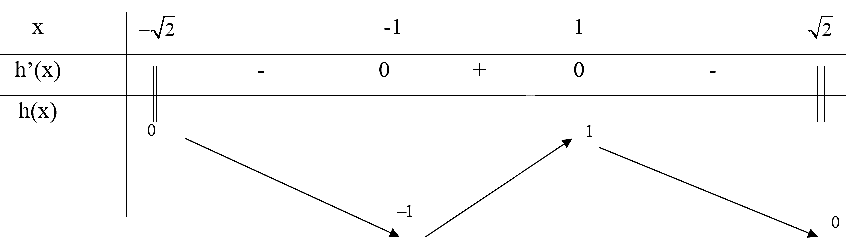 x −√2 -1 1 √2
h’(x) - 0 + 0 -
h(x)
0 1
−1 0